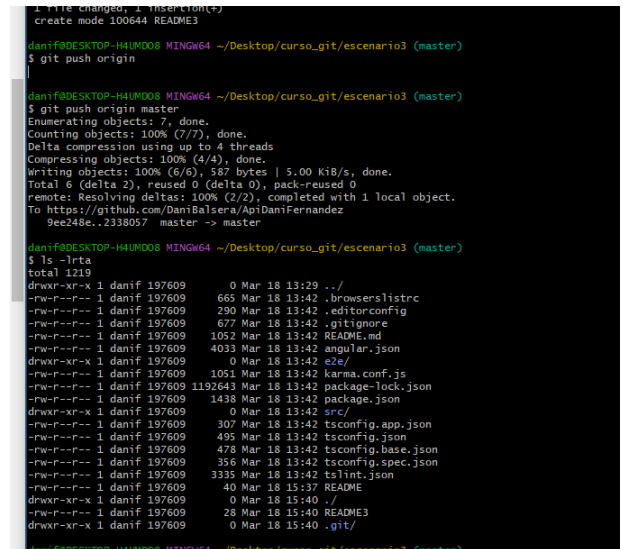 1 file changed, 1 insertion(+)
create mode 100644 README3
danif@DESKTOP-H4UMDO8 MINGW64 ~/Desktop/curso_git/escenario3 (master)
$ git push origin
danif@DESKTOP-H4UMDO8 MINGW64 ~/Desktop/curso_git/escenario3 (master)
$ git push origin master
Enumerating objects: 7, done.
Counting objects: 100% (7/7), done.
Delta compression using up to 4 threads
Compressing objects: 100% (4/4), done.
Writing objects: 100% (6/6), 587 bytes | 5.00 KiB/s, done.
Total 6 (delta 2), reused 0 (delta 0), pack-reused 0
remote: Resolving deltas: 100% (2/2), completed with 1 local object.
To https://github.com/DaniBalsera/ApiDaniFernandez
9ee248e..2338057 master -> master
danif@DESKTOP-H4UMDO8 MINGW64 ~/Desktop/curso_git/escenario3 (master)
$ ls -lrta
total 1219
drwxr-xr-x 1 danif 197609 0 Mar 18 13:29 ../
-rw-r--r-- 1 danif 197609 665 Mar 18 13:42 .browserslistrc
-rw-r--r-- 1 danif 197609 290 Mar 18 13:42 .editorconfig
-rw-r--r-- 1 danif 197609 677 Mar 18 13:42 .gitignore
-rw-r--r-- 1 danif 197609 1052 Mar 18 13:42 README.md
-rw-r--r-- 1 danif 197609 4033 Mar 18 13:42 angular.json
drwxr-xr-x 1 danif 197609 0 Mar 18 13:42 e2e/
-rw-r--r-- 1 danif 197609 1051 Mar 18 13:42 karma.conf.js
-rw-r--r-- 1 danif 197609 1192643 Mar 18 13:42 package-lock.json
-rw-r--r-- 1 danif 197609 1438 Mar 18 13:42 package.json
drwxr-xr-x 1 danif 197609 0 Mar 18 13:42 src/
-rw-r--r-- 1 danif 197609 307 Mar 18 13:42 tsconfig.app.json
-rw-r--r-- 1 danif 197609 495 Mar 18 13:42 tsconfig.json
-rw-r--r-- 1 danif 197609 478 Mar 18 13:42 tsconfig.base.json
-rw-r--r-- 1 danif 197609 356 Mar 18 13:42 tsconfig.spec.json
-rw-r--r-- 1 danif 197609 3335 Mar 18 13:42 tslint.json
-rw-r--r-- 1 danif 197609 40 Mar 18 15:37 README
drwxr-xr-x 1 danif 197609 0 Mar 18 15:40 ./
-rw-r--r-- 1 danif 197609 28 Mar 18 15:40 README3
drwxr-xr-x 1 danif 197609 0 Mar 18 15:40 .git/